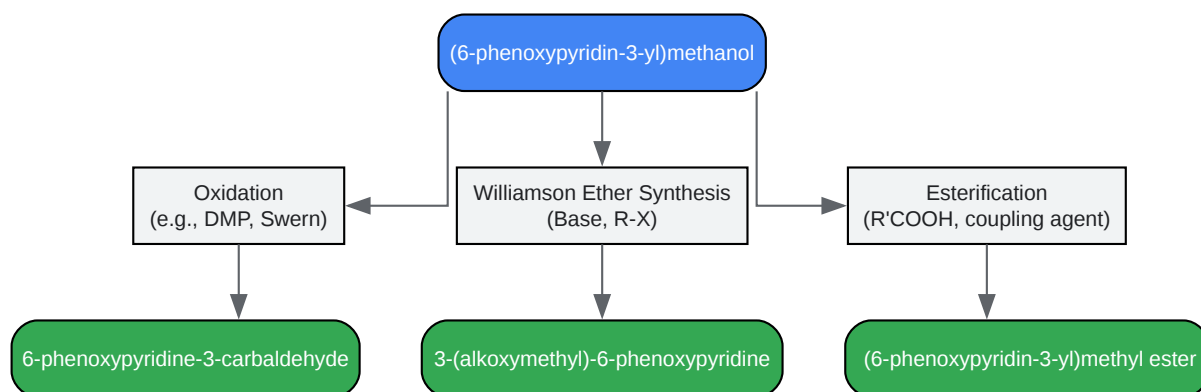 (6-phenoxypyridin-3-yl)methanol
Oxidation
(e.g., DMP, Swern)
Williamson Ether Synthesis
(Base, R-X)
Esterification
(R'COOH, coupling agent)
6-phenoxypyridine-3-carbaldehyde
3-(alkoxymethyl)-6-phenoxypyridine
(6-phenoxypyridin-3-yl)methyl ester